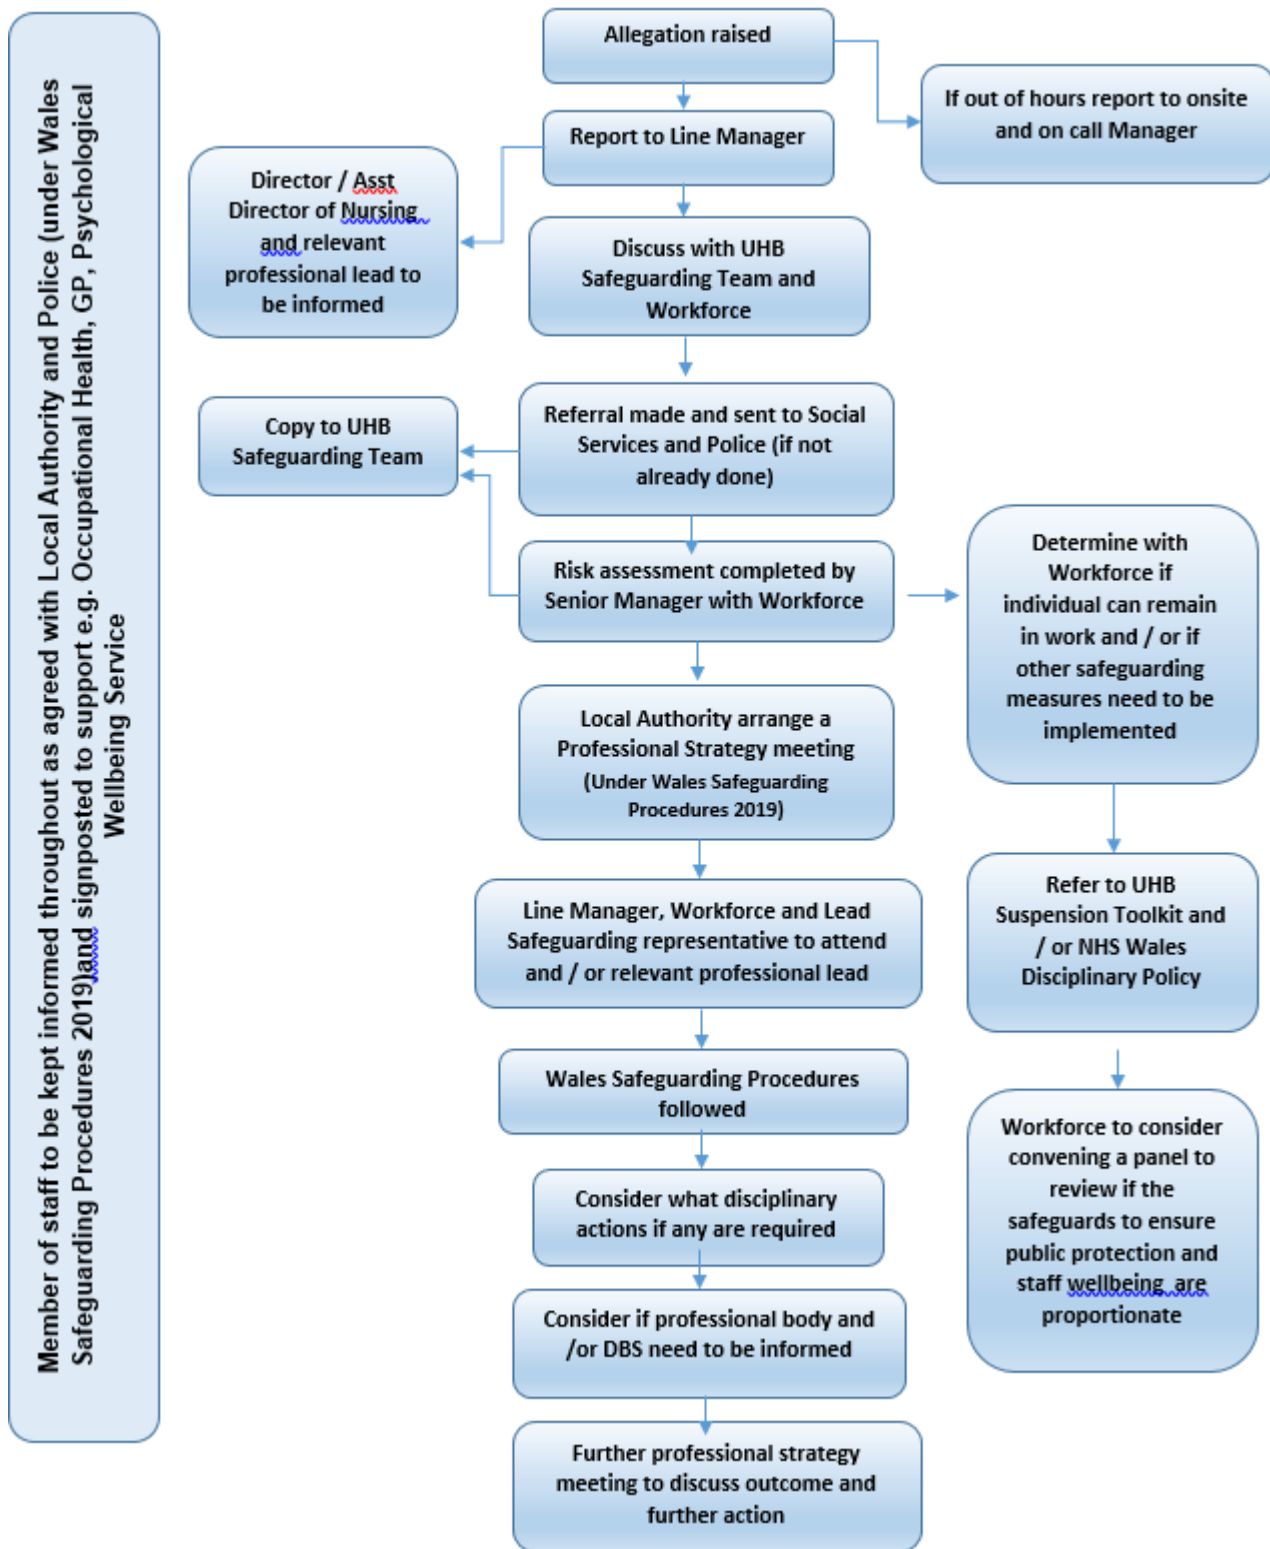 Member of staff to be kept informed throughout as agreed with Local Authority and Police (under Wales
Safeguarding Procedures 2019)and signposted to support e.g. Occupational Health, GP, Psychological
Wellbeing Service
Allegation raised
If out of hours report to onsite
and on call Manager
Report to Line Manager
Director / Asst
Director of Nursing
and relevant
professional lead to
be informed
Discuss with UHB
Safeguarding Team and
Workforce
Referral made and sent to Social
Services and Police (if not
already done)
Copy to UHB
Safeguarding Team
Risk assessment completed by
Senior Manager with Workforce
Determine with
Workforce if
individual can remain
in work and / or if
other safeguarding
measures need to be
implemented
Local Authority arrange a
Professional Strategy meeting
(Under Wales Safeguarding
Procedures 2019)
Refer to UHB
Suspension Toolkit and
/ or NHS Wales
Disciplinary Policy
Line Manager, Workforce and Lead
Safeguarding representative to attend
and / or relevant professional lead
Wales Safeguarding Procedures
followed
Workforce to consider
convening a panel to
review if the
safeguards to ensure
public protection and
staff wellbeing are
proportionate
Consider what disciplinary
actions if any are required
Consider if professional body and
/or DBS need to be informed
Further professional strategy
meeting to discuss outcome and
further action